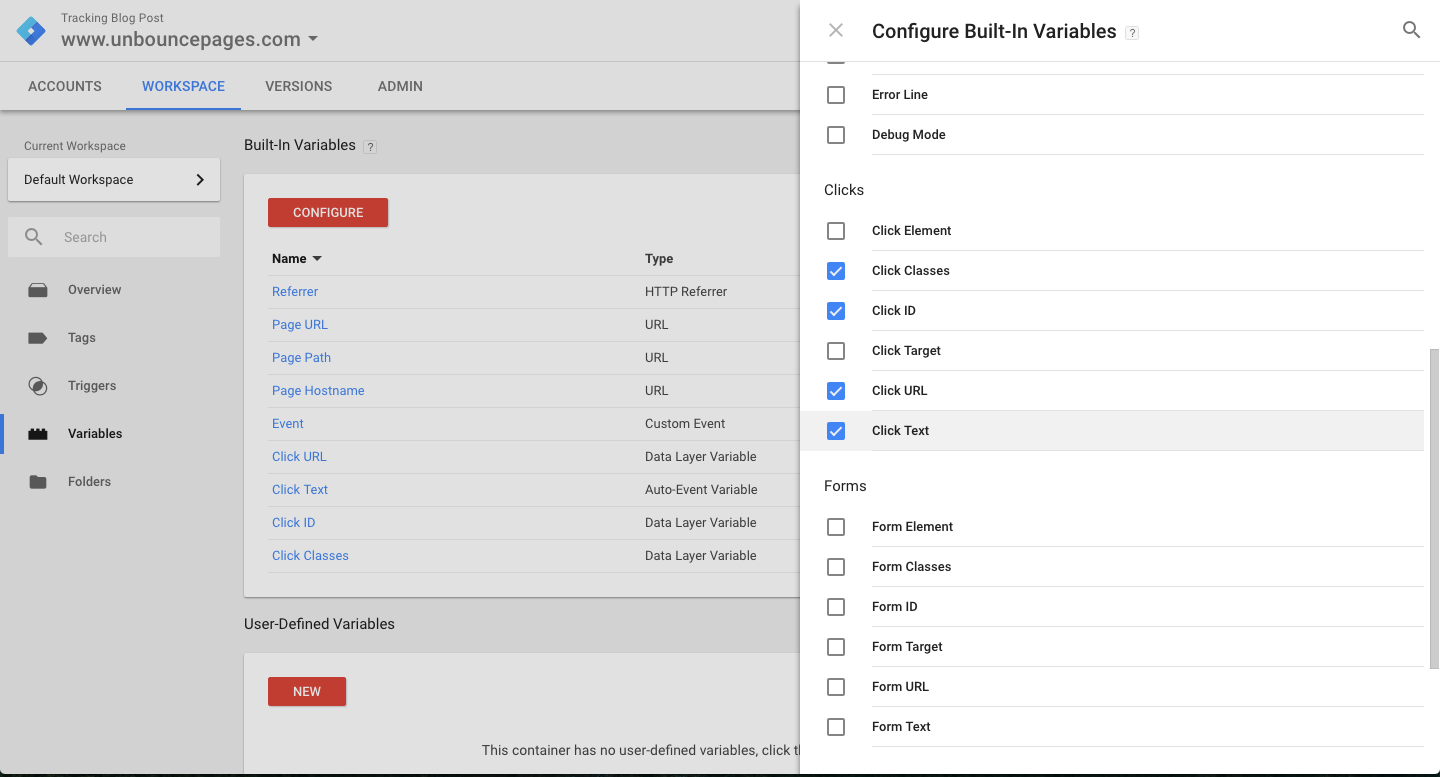 Tracking Blog Post
www.unbouncepages.com
ACCOUNTS WORKSPACE VERSIONS ADMIN
Current Workspace
Default Workspace
Search
Overview
Tags
Triggers
Variables
Folders
Built-In Variables ?
CONFIGURE
Name Type
Referrer HTTP Referrer
Page URL URL
Page Path URL
Page Hostname URL
Event Custom Event
Click URL Data Layer Variable
Click Text Auto-Event Variable
Click ID Data Layer Variable
Click Classes Data Layer Variable
User-Defined Variables
NEW
This container has no user-defined variables, click
Configure Built-In Variables ?
Error Line
Debug Mode
Clicks
Click Element
Click Classes
Click ID
Click Target
Click URL
Click Text
Forms
Form Element
Form Classes
Form ID
Form Target
Form URL
Form Text